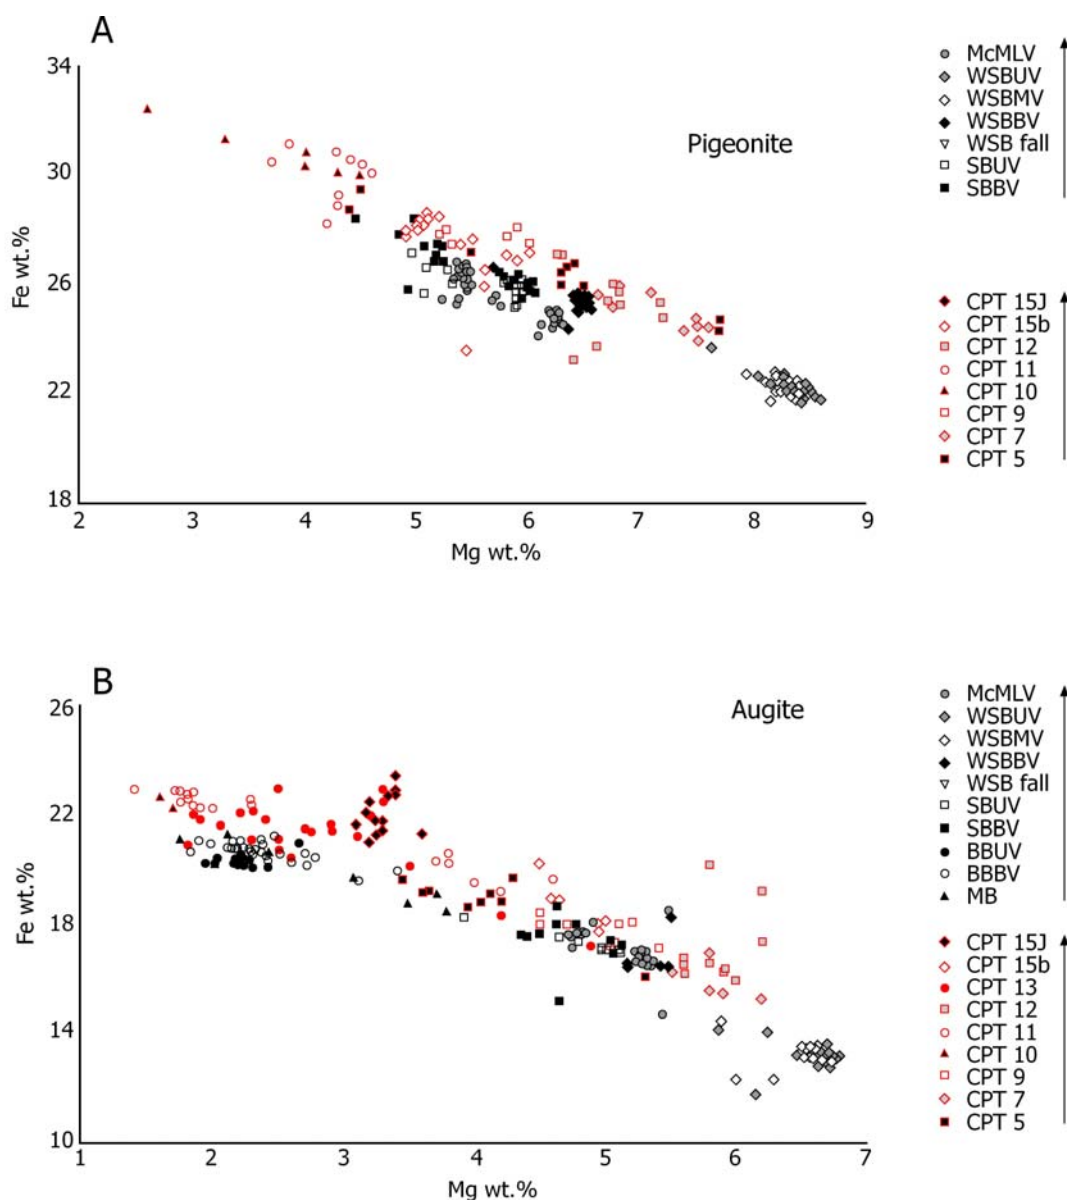 A
34
30
26
22
18
Fe wt.%
Pigeonite
2 3 4 5 6 7 8 9
Mg wt.%
McMLV
WSBUV
WSBMV
WSBBV
WSB fall
SBUV
SBBV
CPT 15J
CPT 15b
CPT 12
CPT 11
CPT 10
CPT 9
CPT 7
CPT 5
B
26
22
18
14
10
Fe wt.%
Augite
1 2 3 4 5 6 7
Mg wt.%
McMLV
WSBUV
WSBMV
WSBBV
WSB fall
SBUV
SBBV
BBUV
BBBV
MB
CPT 15J
CPT 15b
CPT 13
CPT 12
CPT 11
CPT 10
CPT 9
CPT 7
CPT 5